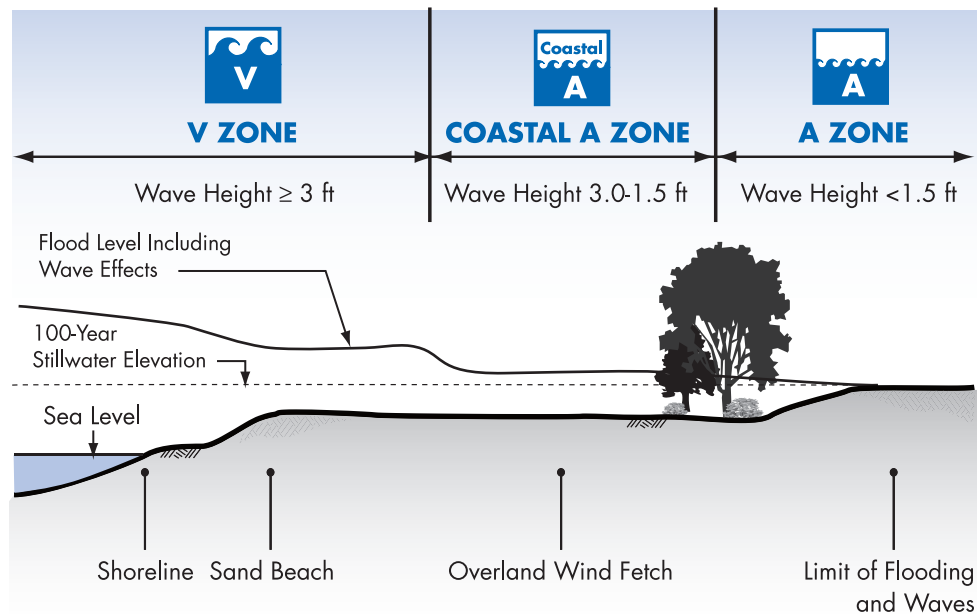 V
Coastal
A
A
V ZONE
COASTAL A ZONE
A ZONE
Wave Height ≥ 3 ft
Wave Height 3.0-1.5 ft
Wave Height <1.5 ft
Flood Level Including
Wave Effects
100-Year
Stillwater Elevation
Sea Level
Shoreline
Sand Beach
Overland Wind Fetch
Limit of Flooding
and Waves